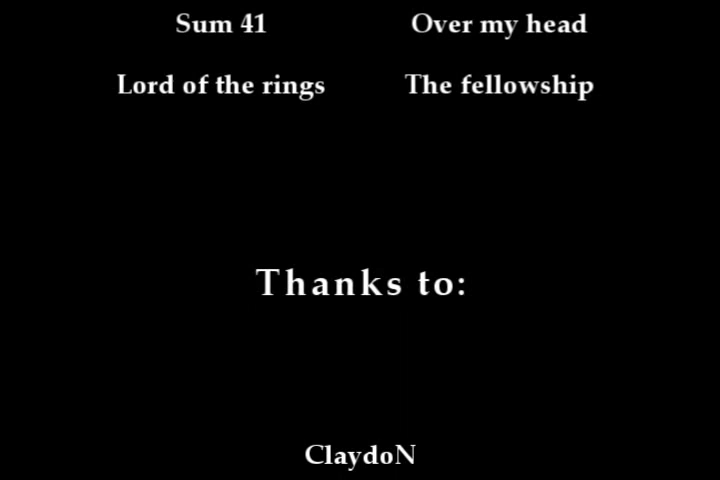 Sum 41 Over my head
Lord of the rings The fellowship
Thanks to:
ClaydoN